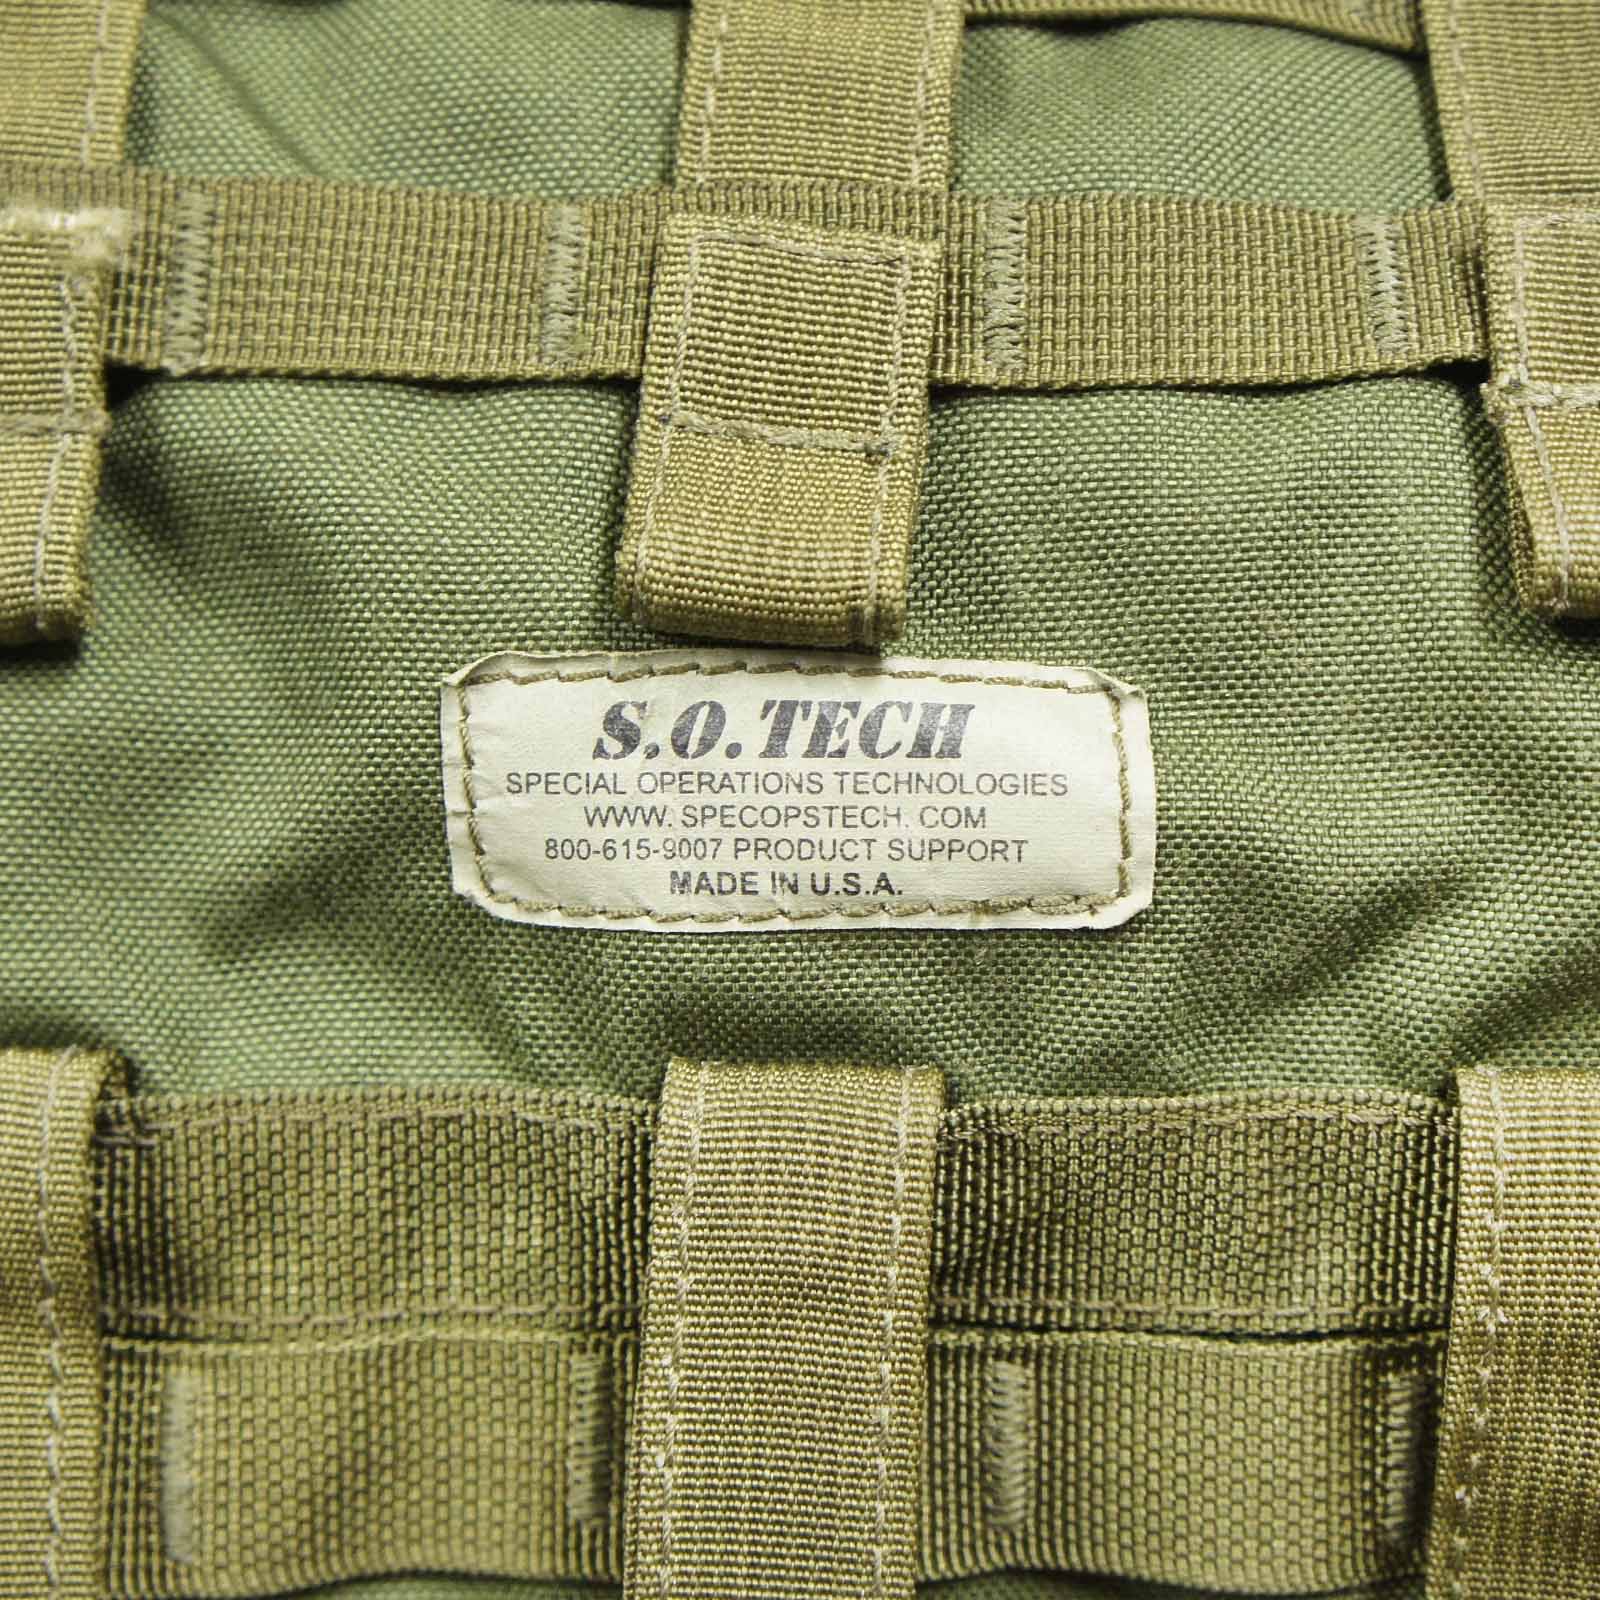 S.O. TECH
SPECIAL OPERATIONS TECHNOLOGIES
WWW. SPECOPSTECH. COM
800-615-9007 PRODUCT SUPPORT
MADE IN U.S.A.